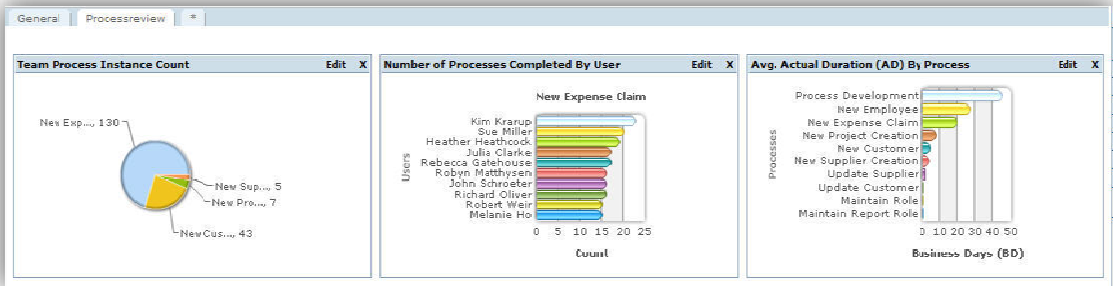 General
Processreview
*
Team Process Instance Count Edit X
New Exp..., 130
New Sup..., 5
New Pro..., 7
New Cus..., 43
Number of Processes Completed By User Edit X
New Expense Claim
Users
Kim Krarup
Sue Miller
Heather Heathcock
Julia Clarke
Rebecca Gatehouse
Robyn Matthysen
John Schroeter
Richard Oliver
Robert Weir
Melanie Ho
0 5 10 15 20 25
Count
Avg. Actual Duration (AD) By Process Edit X
Processes
Process Development
New Employee
New Expense Claim
New Project Creation
New Customer
New Supplier Creation
Update Supplier
Update Customer
Maintain Role
Maintain Report Role
0 10 20 30 40 50
Business Days (BD)